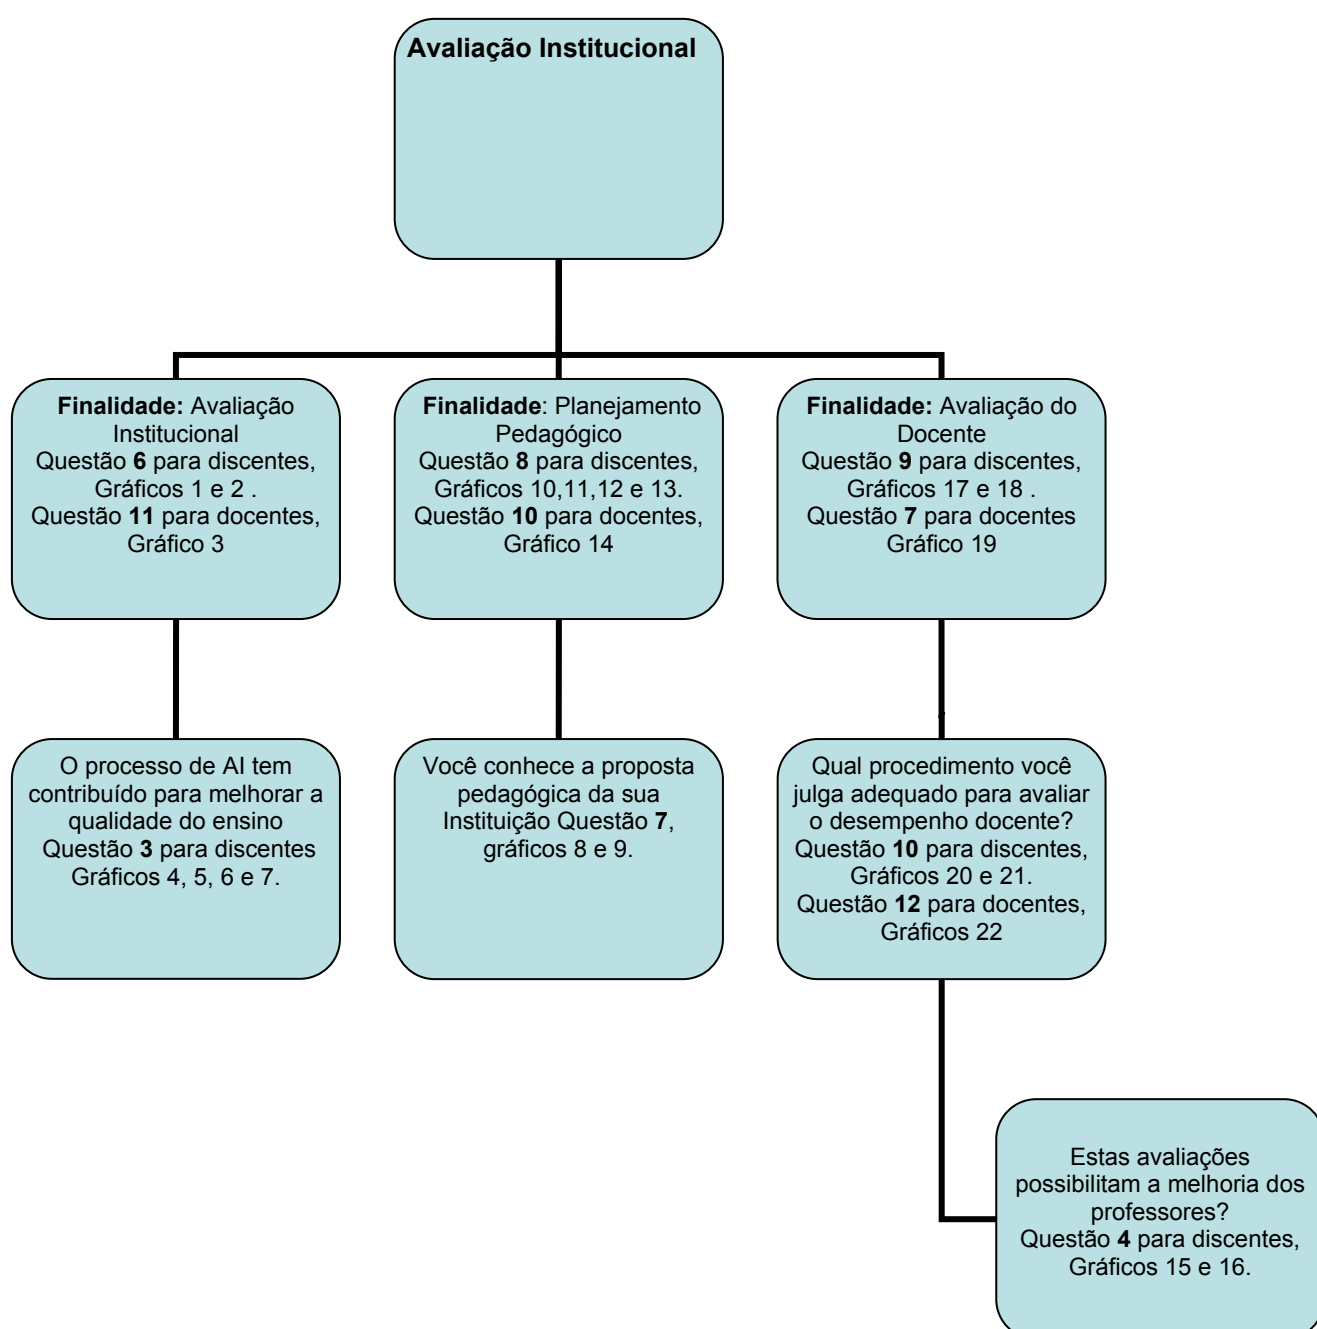 Avaliação Institucional
Finalidade: Avaliação
Institucional
Questão 6 para discentes,
Gráficos 1 e 2 .
Questão 11 para docentes,
Gráfico 3
Finalidade: Planejamento
Pedagógico
Questão 8 para discentes,
Gráficos 10,11,12 e 13.
Questão 10 para docentes,
Gráfico 14
Finalidade: Avaliação do
Docente
Questão 9 para discentes,
Gráficos 17 e 18 .
Questão 7 para docentes
Gráfico 19
O processo de AI tem
contribuído para melhorar a
qualidade do ensino
Questão 3 para discentes
Gráficos 4, 5, 6 e 7.
Você conhece a proposta
pedagógica da sua
Instituição Questão 7,
gráficos 8 e 9.
Qual procedimento você
julga adequado para avaliar
o desempenho docente?
Questão 10 para discentes,
Gráficos 20 e 21.
Questão 12 para docentes,
Gráficos 22
Estas avaliações
possibilitam a melhoria dos
professores?
Questão 4 para discentes,
Gráficos 15 e 16.